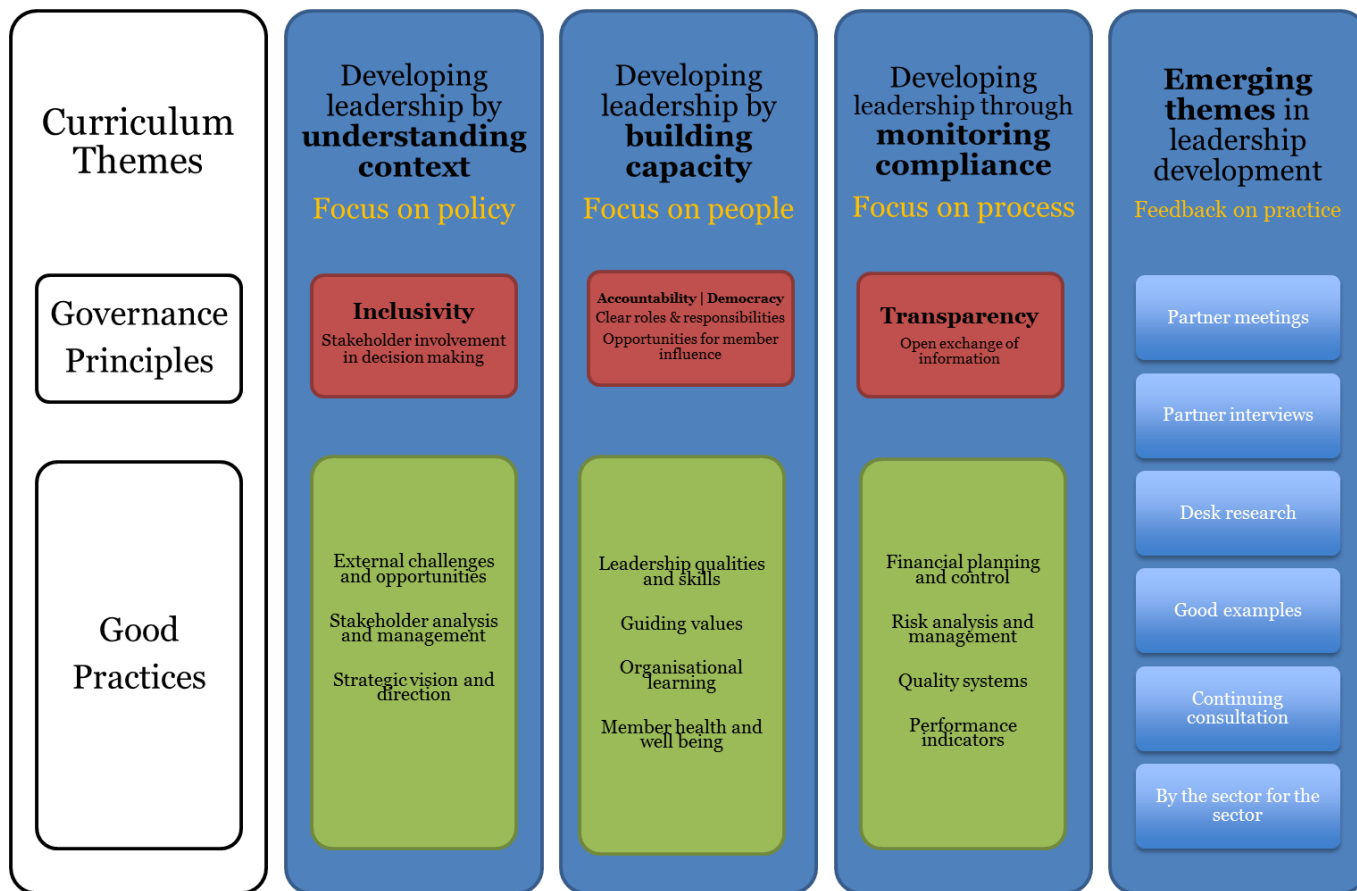 Curriculum
Themes
Governance
Principles
Good
Practices
Developing
leadership by
understanding
context
Focus on policy
Inclusivity
Stakeholder involvement
in decision making
External challenges
and opportunities
Stakeholder analysis
and management
Strategic vision and
direction
Developing
leadership by
building
capacity
Focus on people
Accountability | Democracy
Clear roles & responsibilities
Opportunities for member
influence
Leadership qualities
and skills
Guiding values
Organisational
learning
Member health and
well being
Developing
leadership through
monitoring
compliance
Focus on process
Transparency
Open exchange of
information
Financial planning
and control
Risk analysis and
management
Quality systems
Performance
indicators
Emerging
themes in
leadership
development
Feedback on practice
Partner meetings
Partner interviews
Desk research
Good examples
Continuing
consultation
By the sector for the
sector